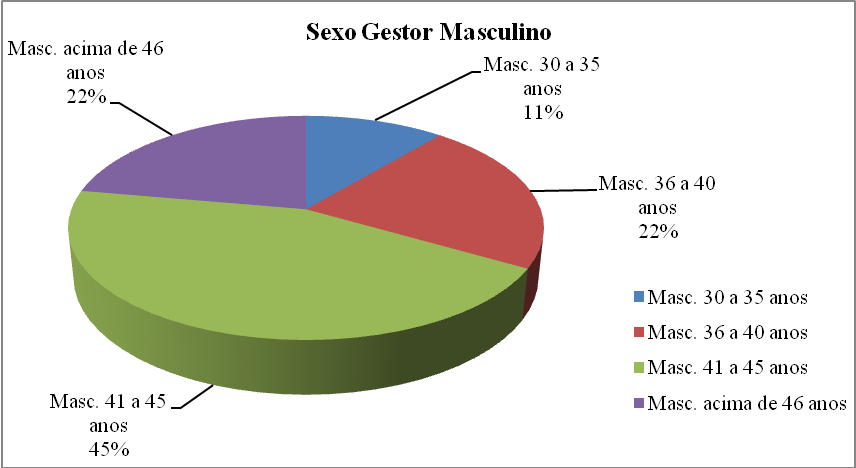 Sexo Gestor Masculino
Masc. acima de 46
anos
22%
Masc. 30 a 35
anos
11%
Masc. 36 a 40
anos
22%
Masc. 41 a 45
anos
45%
Masc. 30 a 35 anos
Masc. 36 a 40 anos
Masc. 41 a 45 anos
Masc. acima de 46 anos